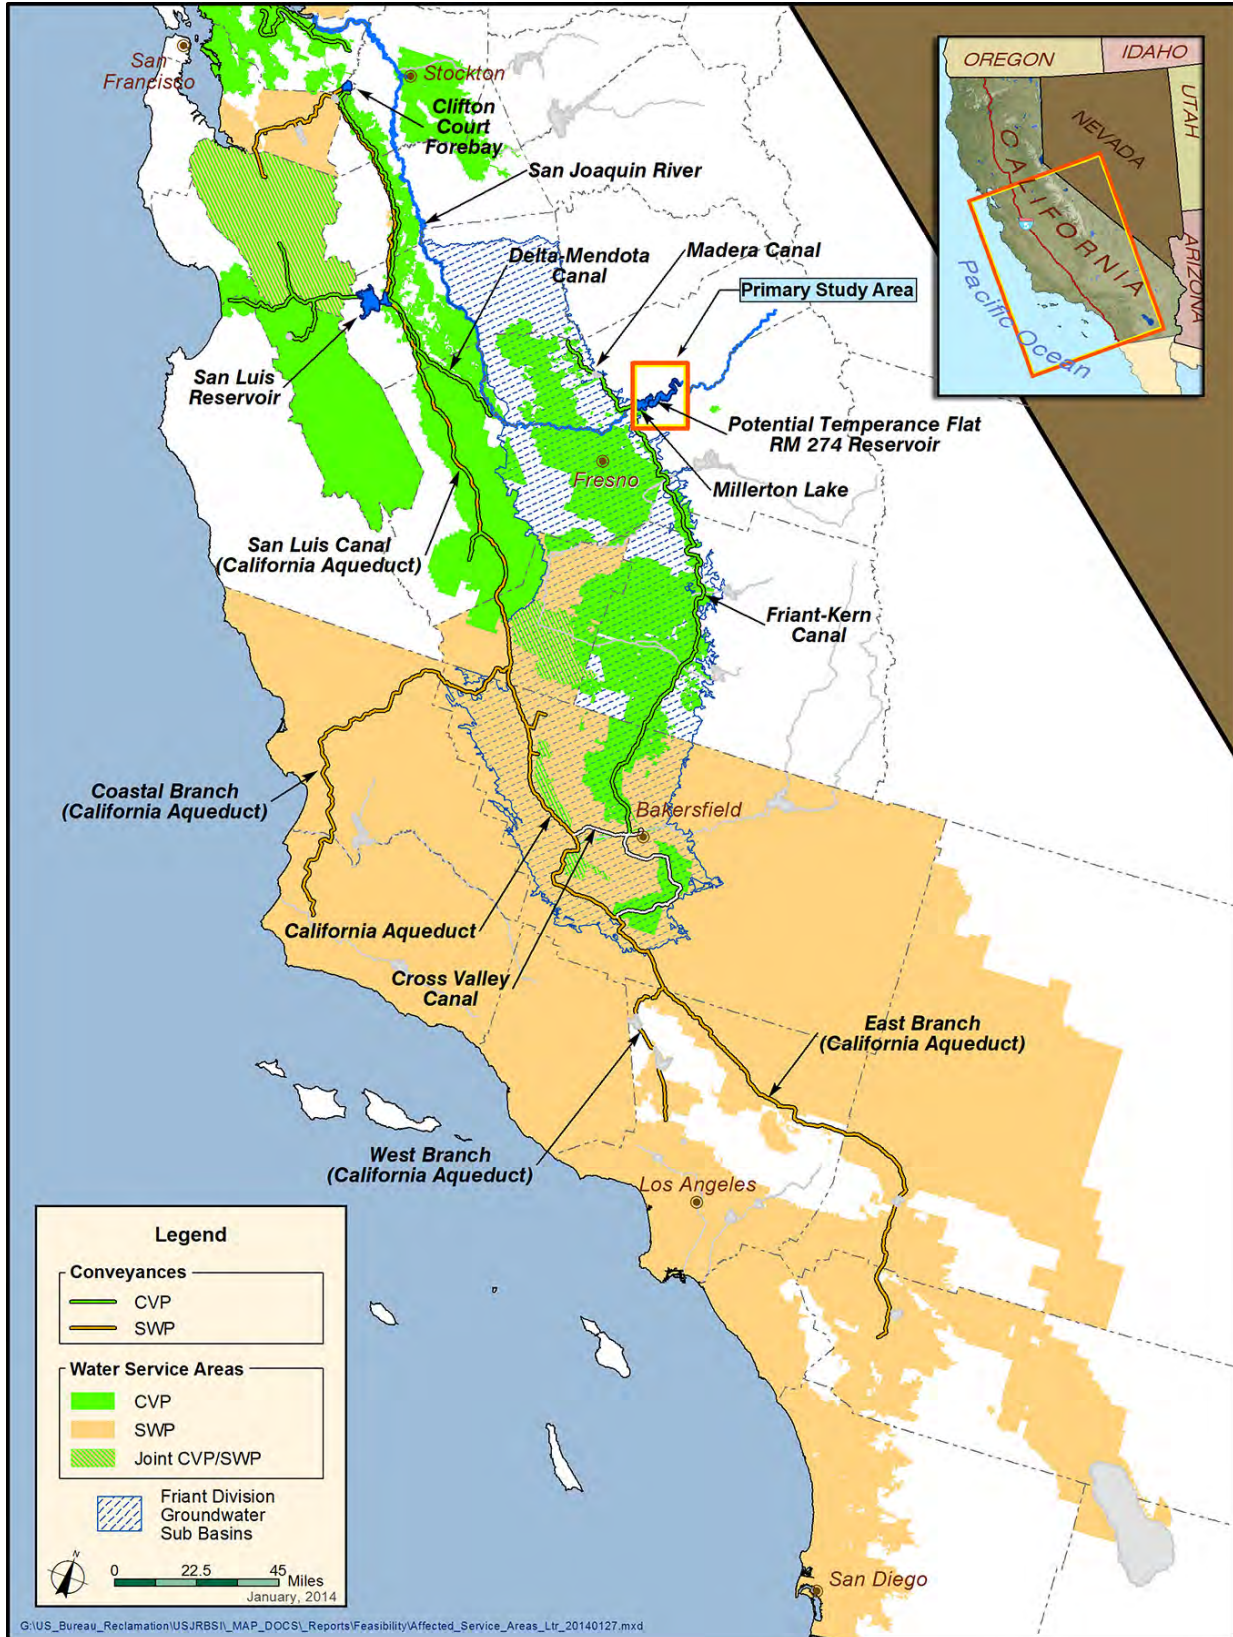 San
Francisco
Stockton
Clifton
Court
Forebay
San Joaquin River
Delta-Mendota
Canal
Madera Canal
Primary Study Area
OREGON
IDAHO
UTAH
NEVADA
CALIFORNIA
5
ARIZONA
Pacific Ocean
San Luis
Reservoir
Potential Temperance Flat
RM 274 Reservoir
Fresno
Millerton Lake
San Luis Canal
(California Aqueduct)
Friant-Kern
Canal
Coastal Branch
(California Aqueduct)
Bakersfield
California Aqueduct
Cross Valley
Canal
East Branch
(California Aqueduct)
West Branch
(California Aqueduct)
Los Angeles
San Diego
Legend
Conveyances
CVP
SWP
Water Service Areas
CVP
SWP
Joint CVP/SWP
Friant Division
Groundwater
Sub Basins
N
0 22.5 45
Miles
January, 2014
G:\US_Bureau_Reclamation\USJRBSI\_MAP_DOCS\_Reports\Feasibility\Affected_Service_Areas_Ltr_20140127.mxd